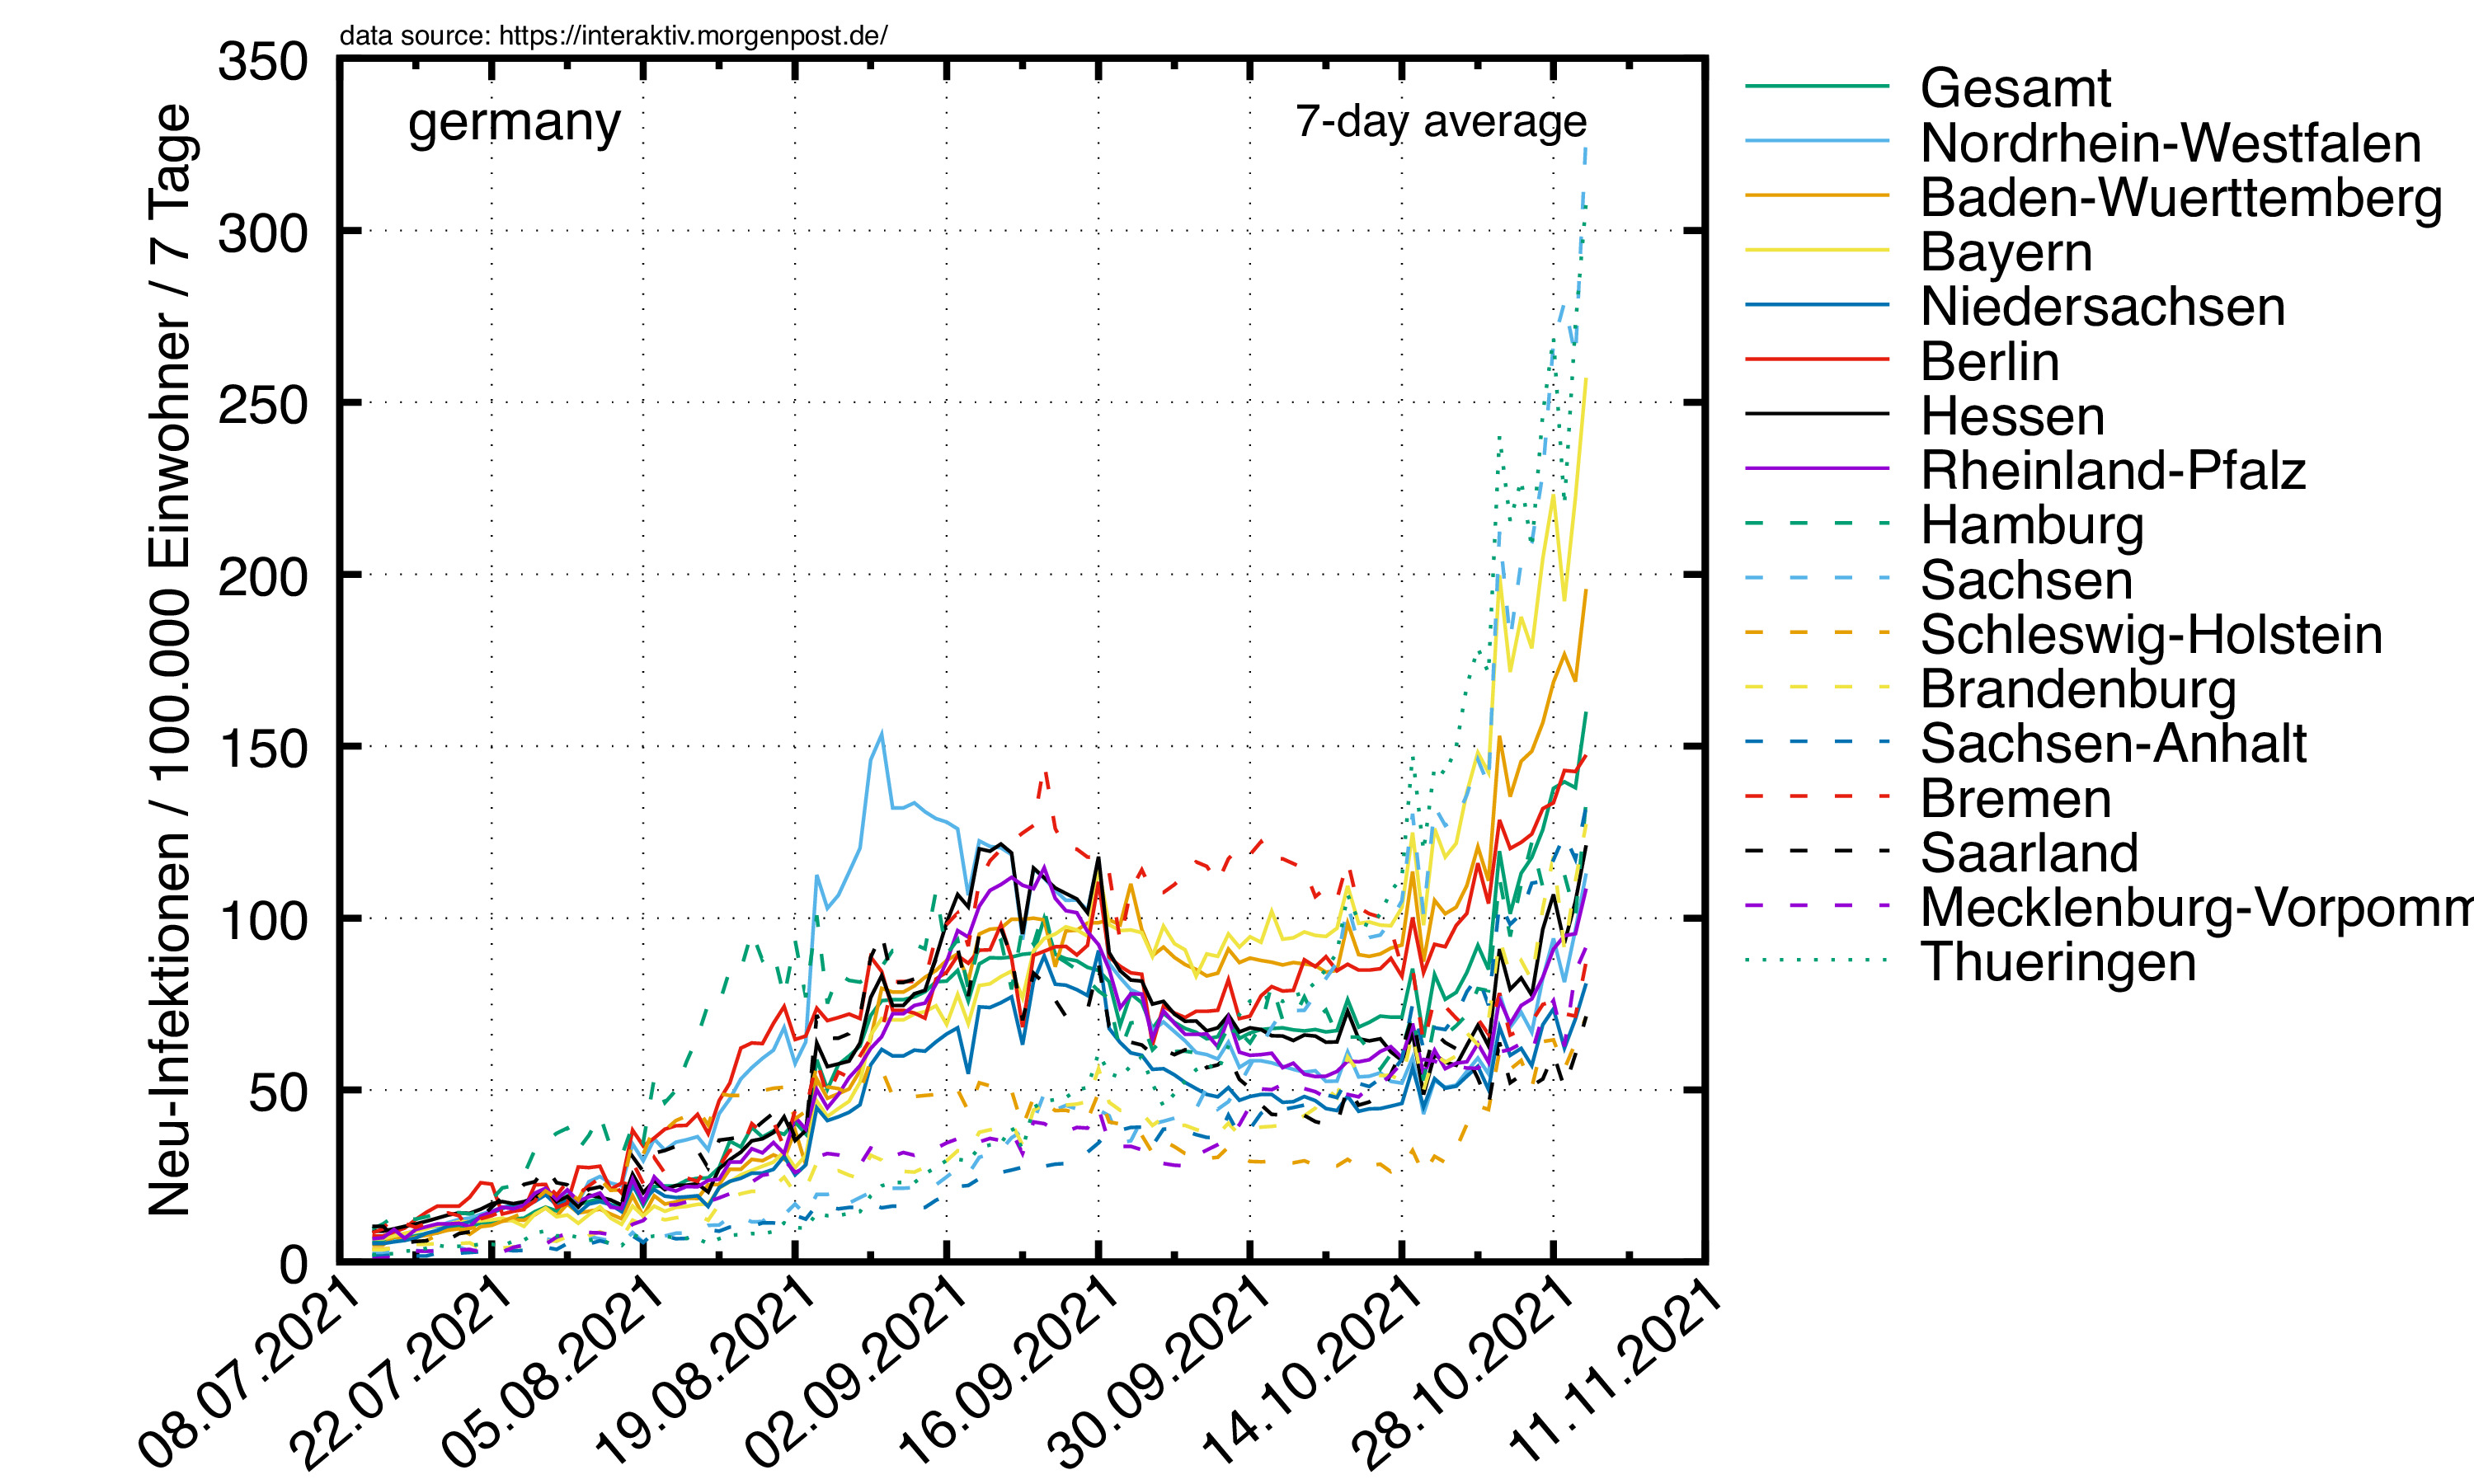 data source: https://interaktiv.morgenpost.de/
germany
7-day average
Neu-Infektionen / 100.000 Einwohner / 7 Tage
350
300
250
200
150
100
50
0
08.07.2021
22.07.2021
05.08.2021
19.08.2021
02.09.2021
16.09.2021
30.09.2021
14.10.2021
28.10.2021
11.11.2021
Gesamt
Nordrhein-Westfalen
Baden-Wuerttemberg
Bayern
Niedersachsen
Berlin
Hessen
Rheinland-Pfalz
Hamburg
Sachsen
Schleswig-Holstein
Brandenburg
Sachsen-Anhalt
Bremen
Saarland
Mecklenburg-Vorpomm
Thueringen